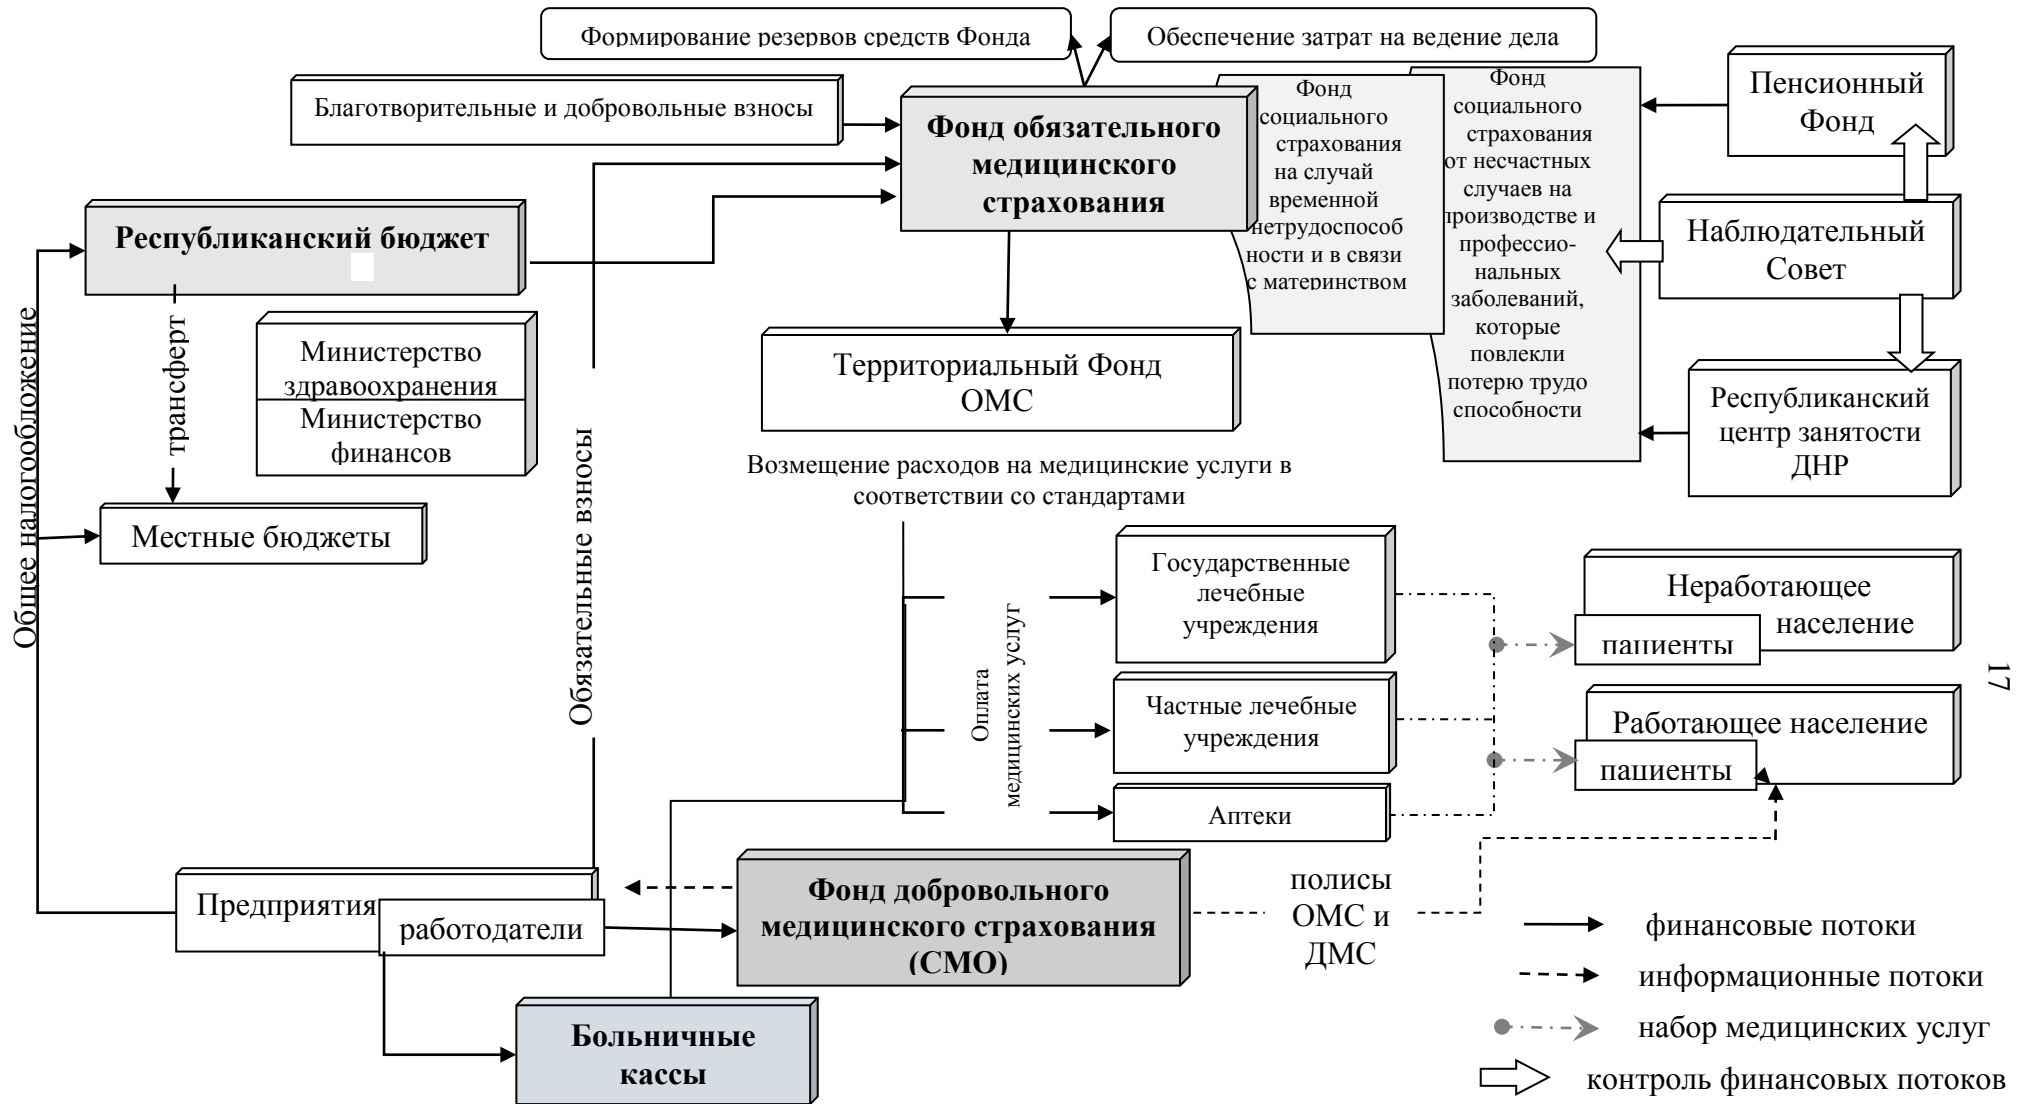 Формирование резервов средств Фонда
Обеспечение затрат на ведение дела
Благотворительные и добровольные взносы
Фонд обязательного
медицинского
страхования
Фонд
социального
страхования
на случай
временной
нетрудоспособ
ности и в связи
с материнством
Фонд
социального
страхования
от несчастных
случаев на
производстве и
профессио-
нальных
заболеваний,
которые
повлекли
потерю трудо
способности
Пенсионный
Фонд
Наблюдательный
Совет
Республиканский
центр занятости
ДНР
Республиканский бюджет
трансферт
Министерство
здравоохранения
Министерство
финансов
Местные бюджеты
Общее налогообложение
Обязательные взносы
Территориальный Фонд
ОМС
Возмещение расходов на медицинские услуги в
соответствии со стандартами
Оплата
медицинских услуг
Государственные
лечебные
учреждения
Частные лечебные
учреждения
Аптеки
Неработающее
население
пациенты
Работающее население
пациенты
17
Предприятия
работодатели
Фонд добровольного
медицинского страхования
(СМО)
полисы
ОМС и
ДМС
Больничные
кассы
финансовые потоки
информационные потоки
набор медицинских услуг
контроль финансовых потоков